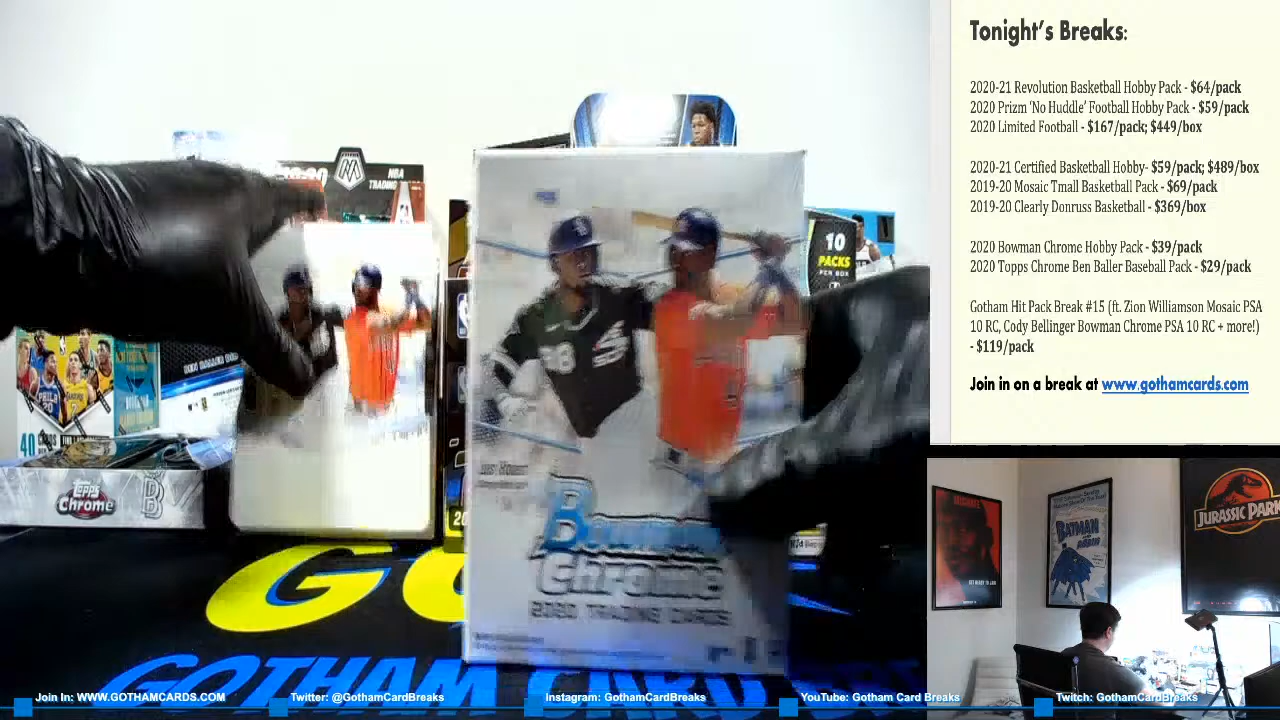 Tonight's Breaks:
2020-21 Revolution Basketball Hobby Pack - $64/pack
2020 Prizm 'No Huddle' Football Hobby Pack - $59/pack
2020 Limited Football - $167/pack; $449/box
2020-21 Certified Basketball Hobby- $59/pack; $489/box
2019-20 Mosaic Tmall Basketball Pack - $69/pack
2019-20 Clearly Donruss Basketball - $369/box
2020 Bowman Chrome Hobby Pack - $39/pack
2020 Topps Chrome Ben Baller Baseball Pack - $29/pack
Gotham Hit Pack Break #15 (ft. Zion Williamson Mosaic PSA
10 RC, Cody Bellinger Bowman Chrome PSA 10 RC + more!)
- $119/pack
Join in on a break at www.gothamcards.com
NBA
10
PACKS
PER BOX
PHILA
20
40
Topps
Chrome
88
Bowman
Chrome
2020 TRADING CARDS
GOTHAM CARD
BATMAN
JURASSIC PARK
Join In: WWW.GOTHAMCARDS.COM
Twitter: @GothamCardBreaks
Instagram: GothamCardBreaks
YouTube: Gotham Card Breaks
Twitch: GothamCardBreaks